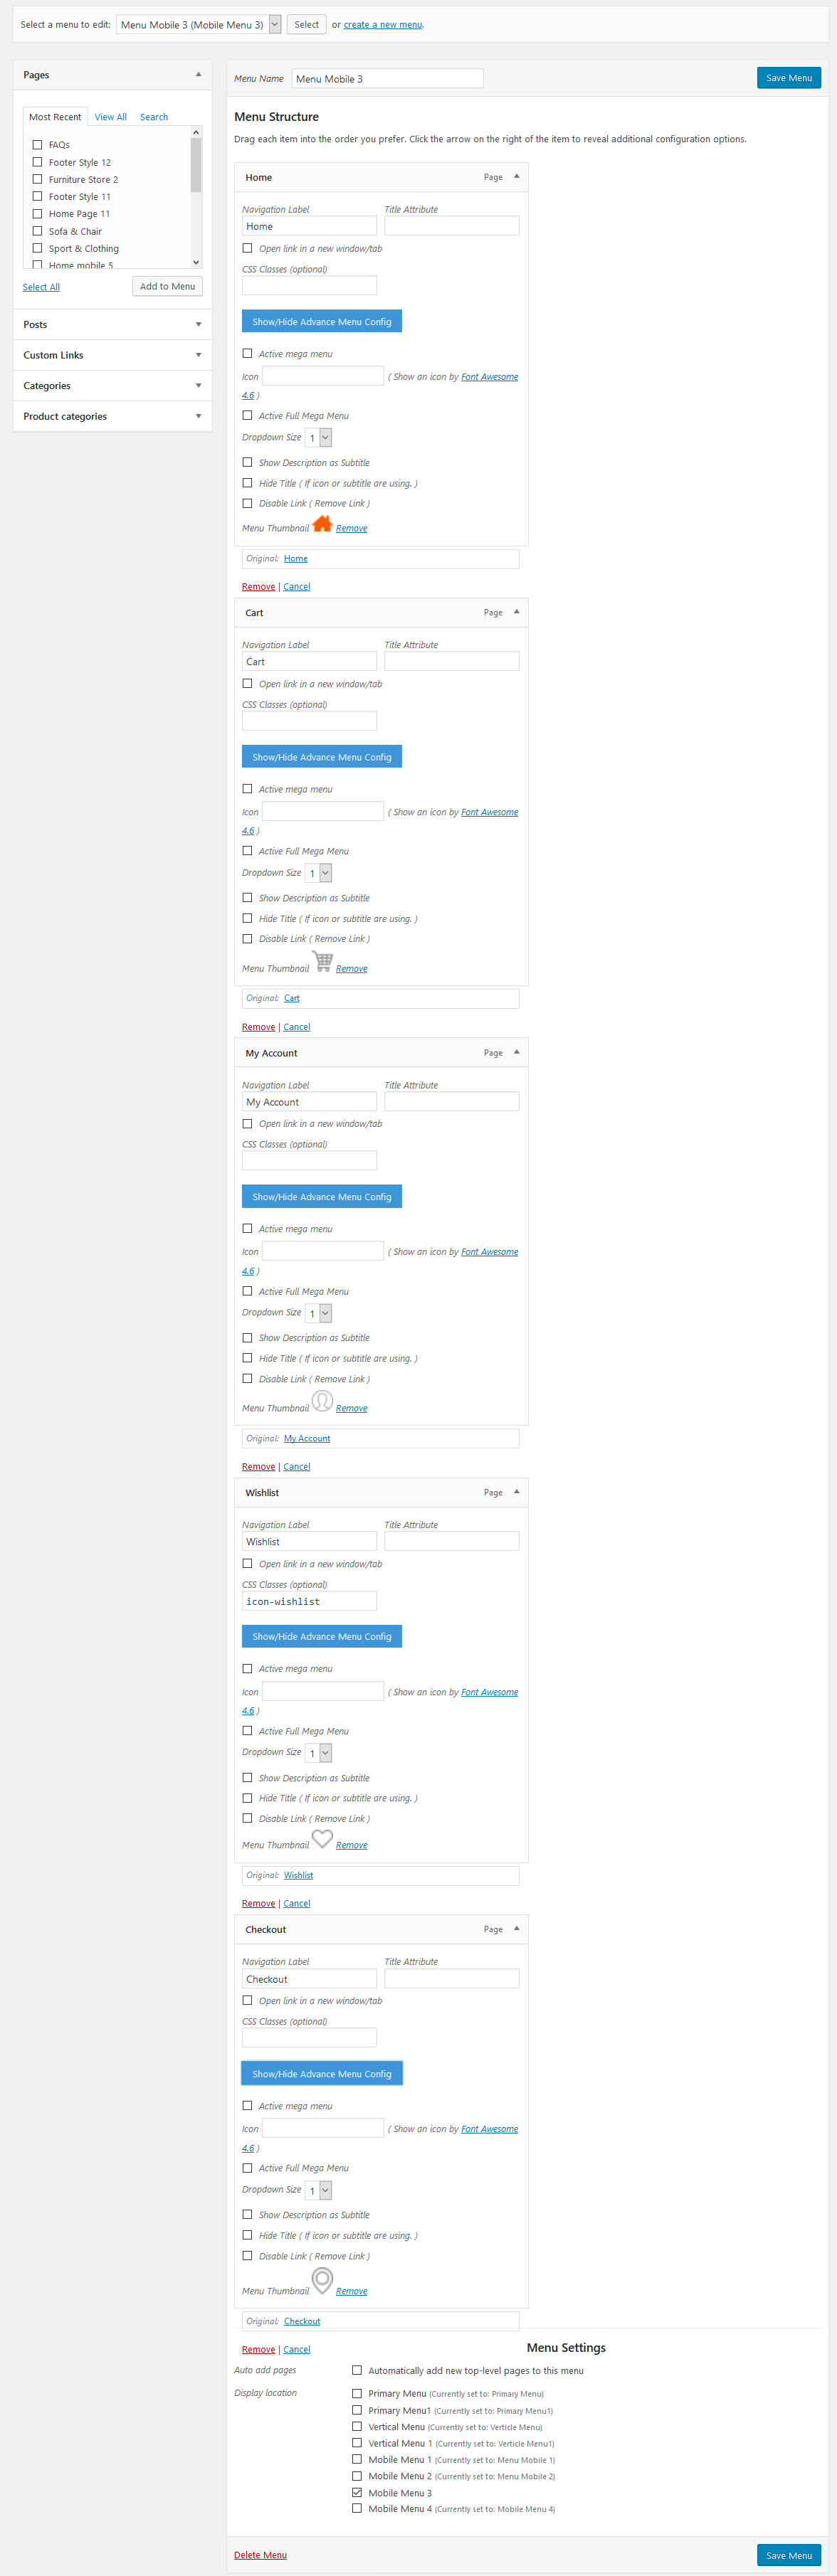 Select a menu to edit: Menu Mobile 3 (Mobile Menu 3) Select or create a new menu.
Pages
Most Recent View All Search
FAQs
Footer Style 12
Furniture Store 2
Footer Style 11
Home Page 11
Sofa & Chair
Sport & Clothing
Home mobile 5
Select All Add to Menu
Posts
Custom Links
Categories
Product categories
Menu Name Menu Mobile 3 Save Menu
Menu Structure
Drag each item into the order you prefer. Click the arrow on the right of the item to reveal additional configuration options.
Home Page
Navigation Label Title Attribute
Home
Open link in a new window/tab
CSS Classes (optional)
Show/Hide Advance Menu Config
Active mega menu
Icon ( Show an icon by Font Awesome
4.6 )
Active Full Mega Menu
Dropdown Size 1
Show Description as Subtitle
Hide Title ( If icon or subtitle are using. )
Disable Link ( Remove Link )
Menu Thumbnail Remove
Original: Home
Remove | Cancel
Cart Page
Navigation Label Title Attribute
Cart
Open link in a new window/tab
CSS Classes (optional)
Show/Hide Advance Menu Config
Active mega menu
Icon ( Show an icon by Font Awesome
4.6 )
Active Full Mega Menu
Dropdown Size 1
Show Description as Subtitle
Hide Title ( If icon or subtitle are using. )
Disable Link ( Remove Link )
Menu Thumbnail Remove
Original: Cart
Remove | Cancel
My Account Page
Navigation Label Title Attribute
My Account
Open link in a new window/tab
CSS Classes (optional)
Show/Hide Advance Menu Config
Active mega menu
Icon ( Show an icon by Font Awesome
4.6 )
Active Full Mega Menu
Dropdown Size 1
Show Description as Subtitle
Hide Title ( If icon or subtitle are using. )
Disable Link ( Remove Link )
Menu Thumbnail Remove
Original: My Account
Remove | Cancel
Wishlist Page
Navigation Label Title Attribute
Wishlist
Open link in a new window/tab
CSS Classes (optional)
icon-wishlist
Show/Hide Advance Menu Config
Active mega menu
Icon ( Show an icon by Font Awesome
4.6 )
Active Full Mega Menu
Dropdown Size 1
Show Description as Subtitle
Hide Title ( If icon or subtitle are using. )
Disable Link ( Remove Link )
Menu Thumbnail Remove
Original: Wishlist
Remove | Cancel
Checkout Page
Navigation Label Title Attribute
Checkout
Open link in a new window/tab
CSS Classes (optional)
Show/Hide Advance Menu Config
Active mega menu
Icon ( Show an icon by Font Awesome
4.6 )
Active Full Mega Menu
Dropdown Size 1
Show Description as Subtitle
Hide Title ( If icon or subtitle are using. )
Disable Link ( Remove Link )
Menu Thumbnail Remove
Original: Checkout
Remove | Cancel
Menu Settings
Auto add pages Automatically add new top-level pages to this menu
Display location Primary Menu (Currently set to: Primary Menu)
Primary Menu1 (Currently set to: Primary Menu1)
Vertical Menu (Currently set to: Verticle Menu)
Vertical Menu 1 (Currently set to: Verticle Menu1)
Mobile Menu 1 (Currently set to: Menu Mobile 1)
Mobile Menu 2 (Currently set to: Menu Mobile 2)
Mobile Menu 3
Mobile Menu 4 (Currently set to: Mobile Menu 4)
Delete Menu Save Menu